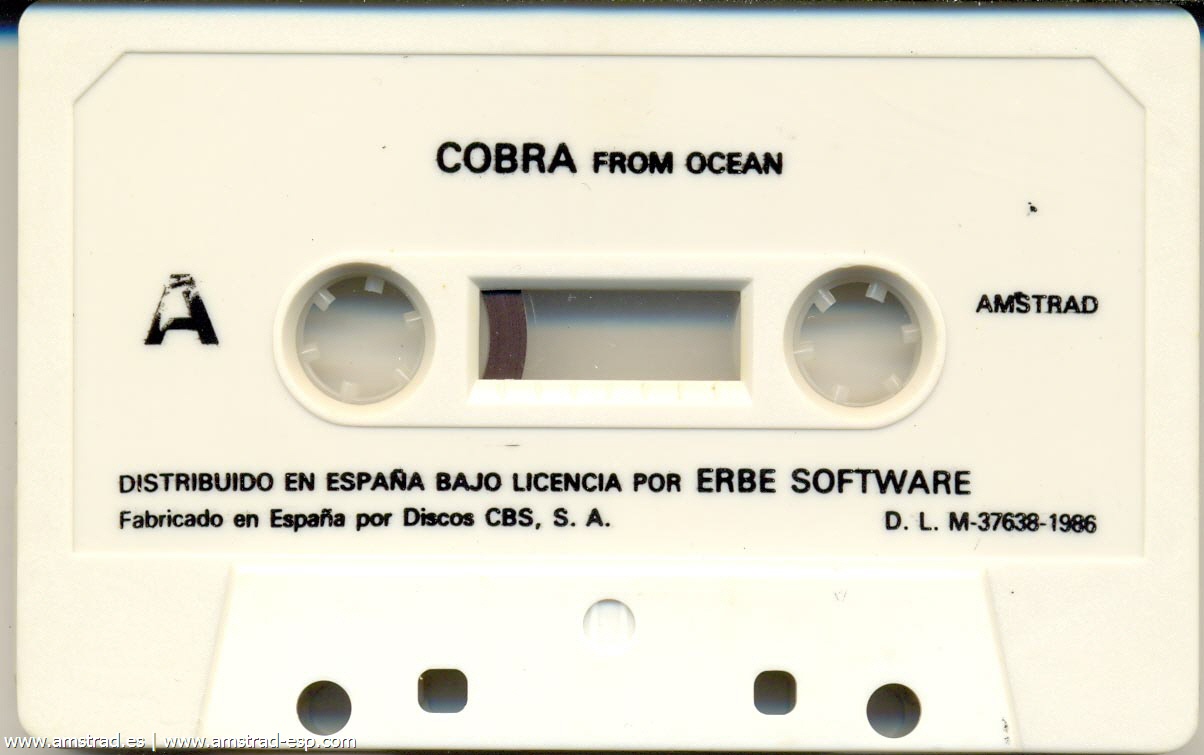 COBRA FROM OCEAN
A
AMSTRAD
DISTRIBUIDO EN ESPAÑA BAJO LICENCIA POR ERBE SOFTWARE
Fabricado en España por Discos CBS, S. A.
D. L. M-37638-1986
www.amstrad.es | www.amstrad-esp.com